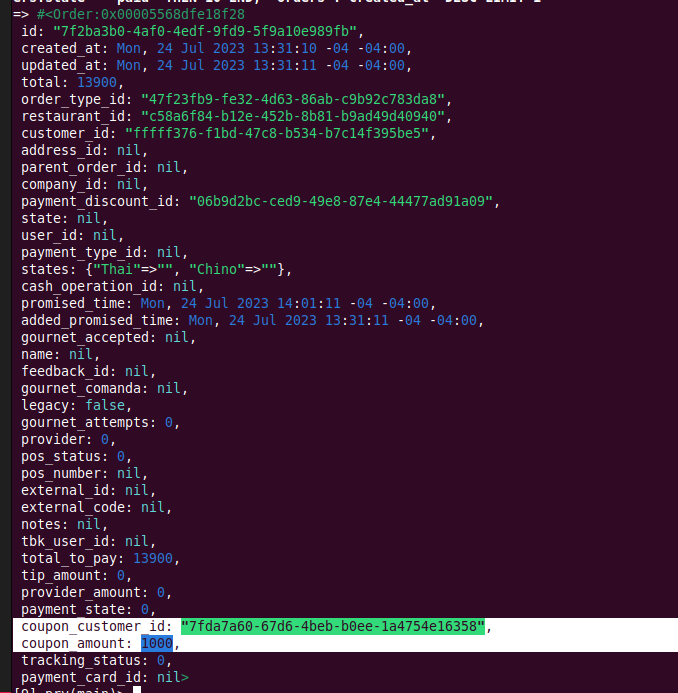 => #<Order:0x00005568dfe18f28
id: "7f2ba3b0-4af0-4edf-9fd9-5f9a10e989fb",
created_at: Mon, 24 Jul 2023 13:31:10 -04 -04:00,
updated_at: Mon, 24 Jul 2023 13:31:11 -04 -04:00,
total: 13900,
order_type_id: "47f23fb9-fe32-4d63-86ab-c9b92c783da8",
restaurant_id: "c58a6f84-b12e-452b-8b81-b9ad49d40940",
customer_id: "fffff376-f1bd-47c8-b534-b7c14f395be5",
address_id: nil,
parent_order_id: nil,
company_id: nil,
payment_discount_id: "06b9d2bc-ced9-49e8-87e4-44477ad91a09",
state: nil,
user_id: nil,
payment_type_id: nil,
states: {"Thai"=>"", "Chino"=>""},
cash_operation_id: nil,
promised_time: Mon, 24 Jul 2023 14:01:11 -04 -04:00,
added_promised_time: Mon, 24 Jul 2023 13:31:11 -04 -04:00,
gournet_accepted: nil,
name: nil,
feedback_id: nil,
gournet_comanda: nil,
legacy: false,
gournet_attempts: 0,
provider: 0,
pos_status: 0,
pos_number: nil,
external_id: nil,
external_code: nil,
notes: nil,
tbk_user_id: nil,
total_to_pay: 13900,
tip_amount: 0,
provider_amount: 0,
payment_state: 0,
coupon_customer_id: "7fda7a60-67d6-4beb-b0ee-1a4754e16358",
coupon_amount: 1000,
tracking_status: 0,
payment_card_id: nil>